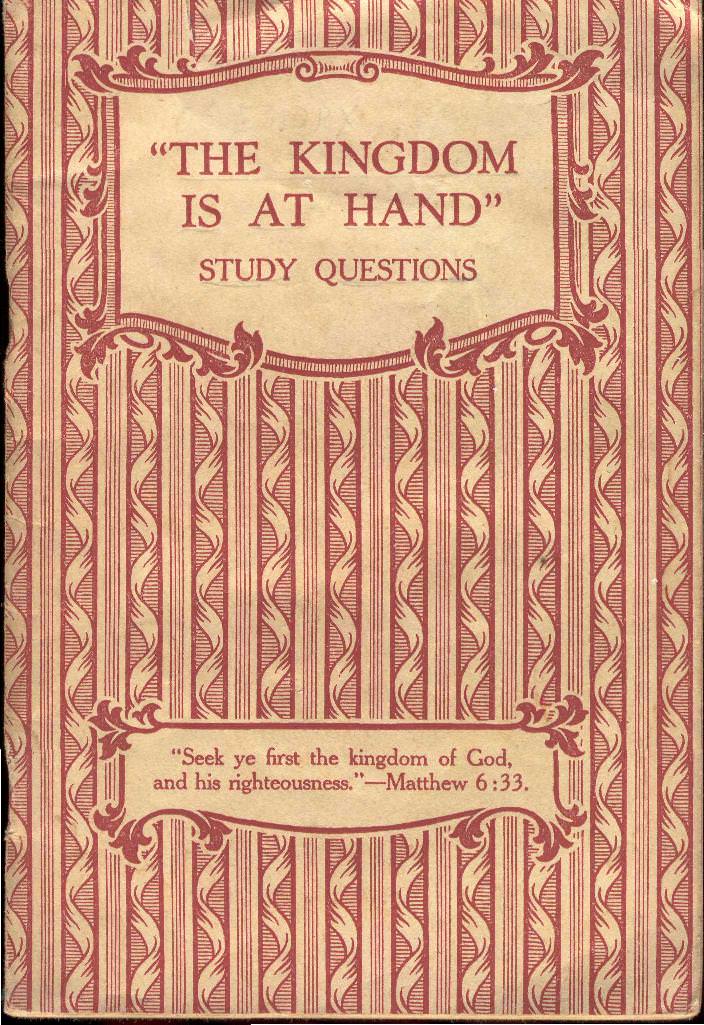 “THE KINGDOM
IS AT HAND”
STUDY QUESTIONS
“Seek ye first the kingdom of God,
and his righteousness.”—Matthew 6:33.